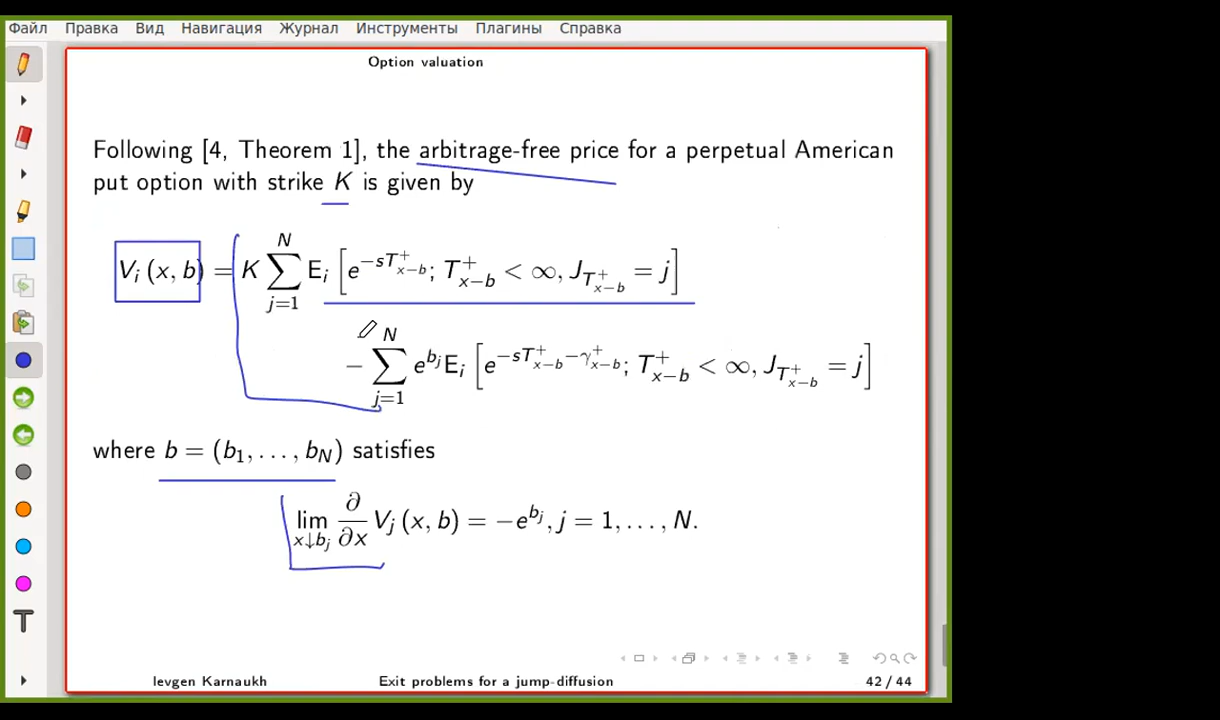 Файл Правка Вид Навигация Журнал Инструменты Плагины Справка
Option valuation
Following [4, Theorem 1], the arbitrage-free price for a perpetual American
put option with strike K is given by
V_i (x, b) = K ∑_{j=1}^{N} E_i [e^{−sT^+_{x−b}}; T^+_{x−b} < ∞, J_{T^+_{x−b}} = j]
− ∑_{j=1}^{N} e^{b_j} E_i [e^{−sT^+_{x−b}−γ^+_{x−b}}; T^+_{x−b} < ∞, J_{T^+_{x−b}} = j]
where b = (b_1, . . . , b_N) satisfies
lim_{x↓b_j} ∂/∂x V_j (x, b) = −e^{b_j}, j = 1, . . . , N.
Ievgen Karnaukh Exit problems for a jump-diffusion 42 / 44